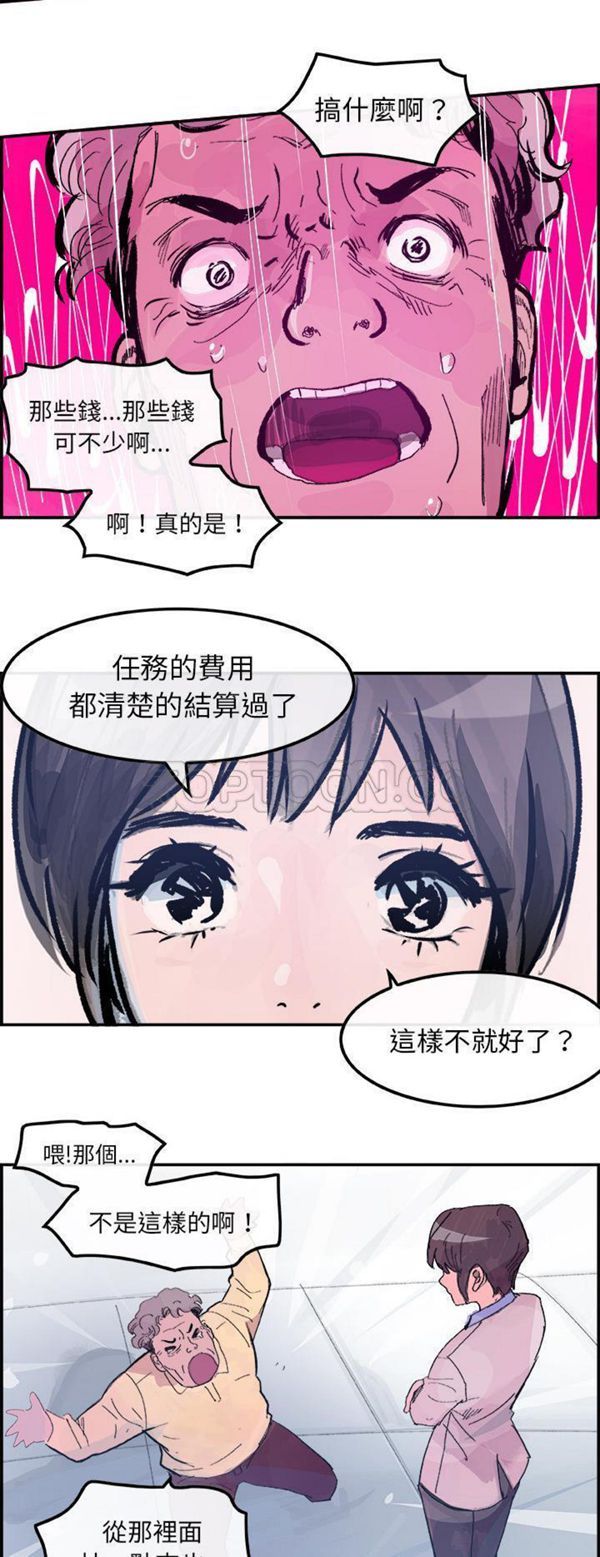 搞什麼啊？
那些錢...那些錢
可不少啊...
啊！真的是！
任務的費用
都清楚的結算過了
TOPTOON.CC
這樣不就好了？
喂!那個...
不是這樣的啊！
從那裡面